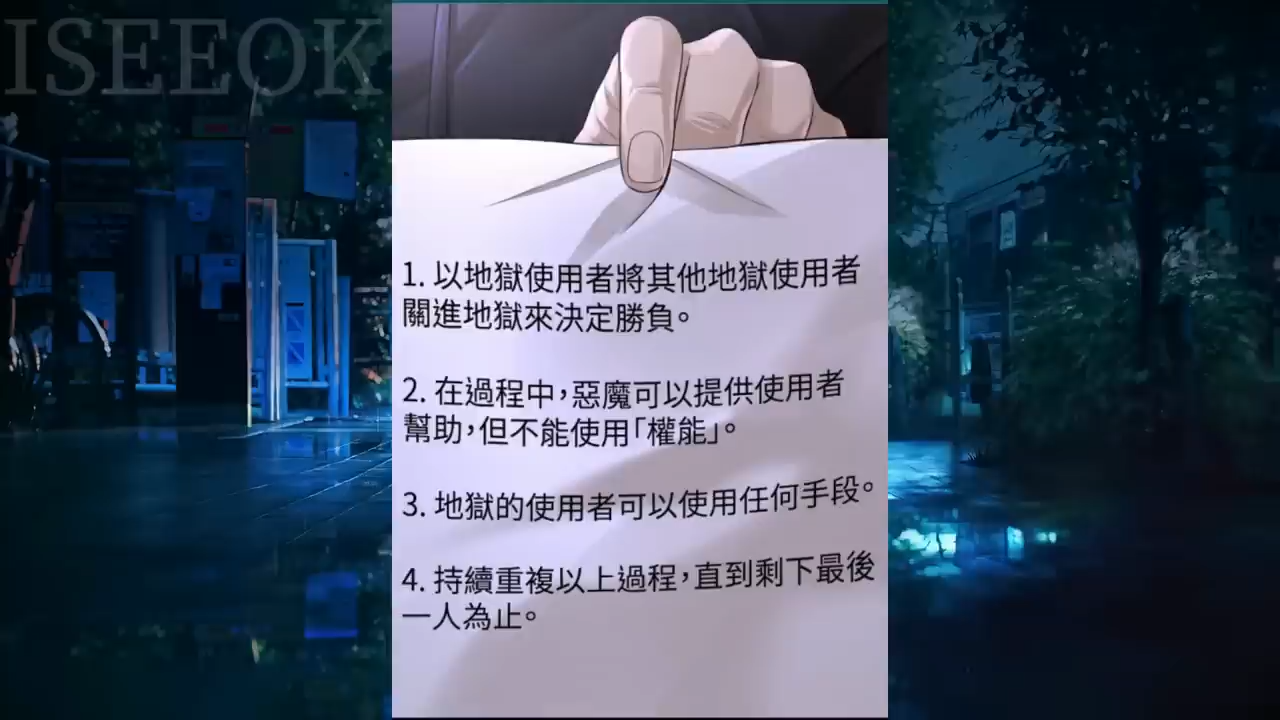 ISEEOK
1. 以地獄使用者將其他地獄使用者
關進地獄來決定勝負。
2. 在過程中,惡魔可以提供使用者
幫助,但不能使用「權能」。
3. 地獄的使用者可以使用任何手段。
4. 持續重複以上過程,直到剩下最後
一人為止。